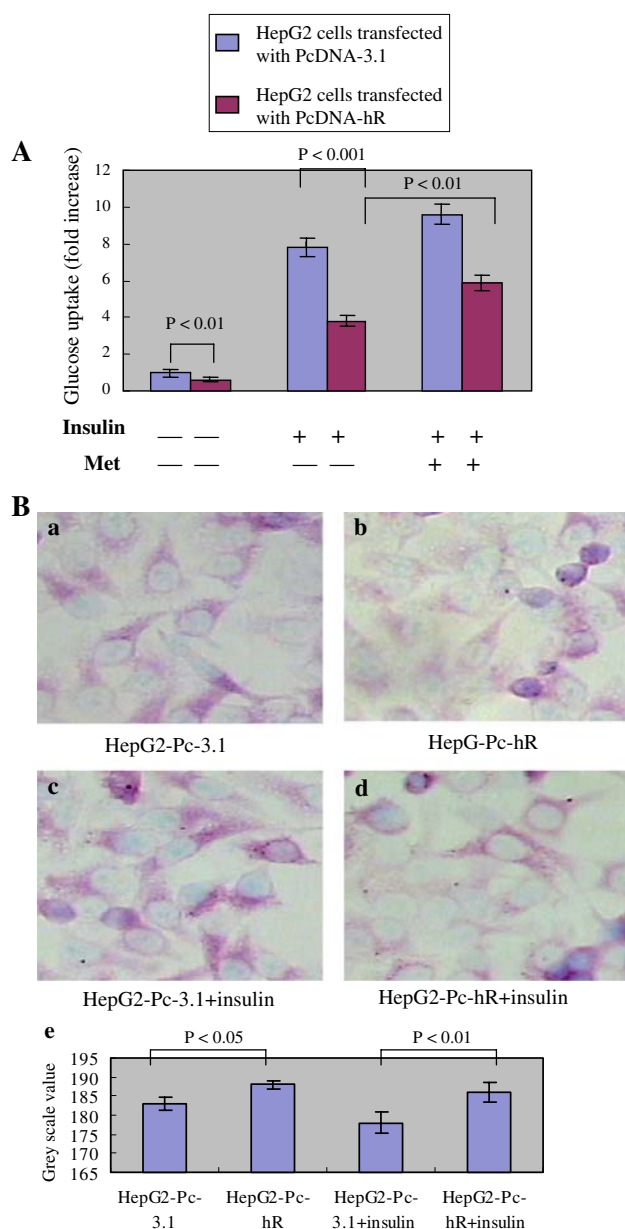 HepG2 cells transfected
with PcDNA-3.1
HepG2 cells transfected
with PcDNA-hR
A
P < 0.001
P < 0.01
P < 0.01
Glucose uptake (fold increase)
12
10
8
6
4
2
0
Insulin — — + + + +
Met — — — — + +
B
a
b
HepG2-Pc-3.1
HepG-Pc-hR
c
d
HepG2-Pc-3.1+insulin
HepG2-Pc-hR+insulin
e
P < 0.05
P < 0.01
Grey scale value
195
190
185
180
175
170
165
HepG2-Pc-
3.1
HepG2-Pc-
hR
HepG2-Pc-
3.1+insulin
HepG2-Pc-
hR+insulin